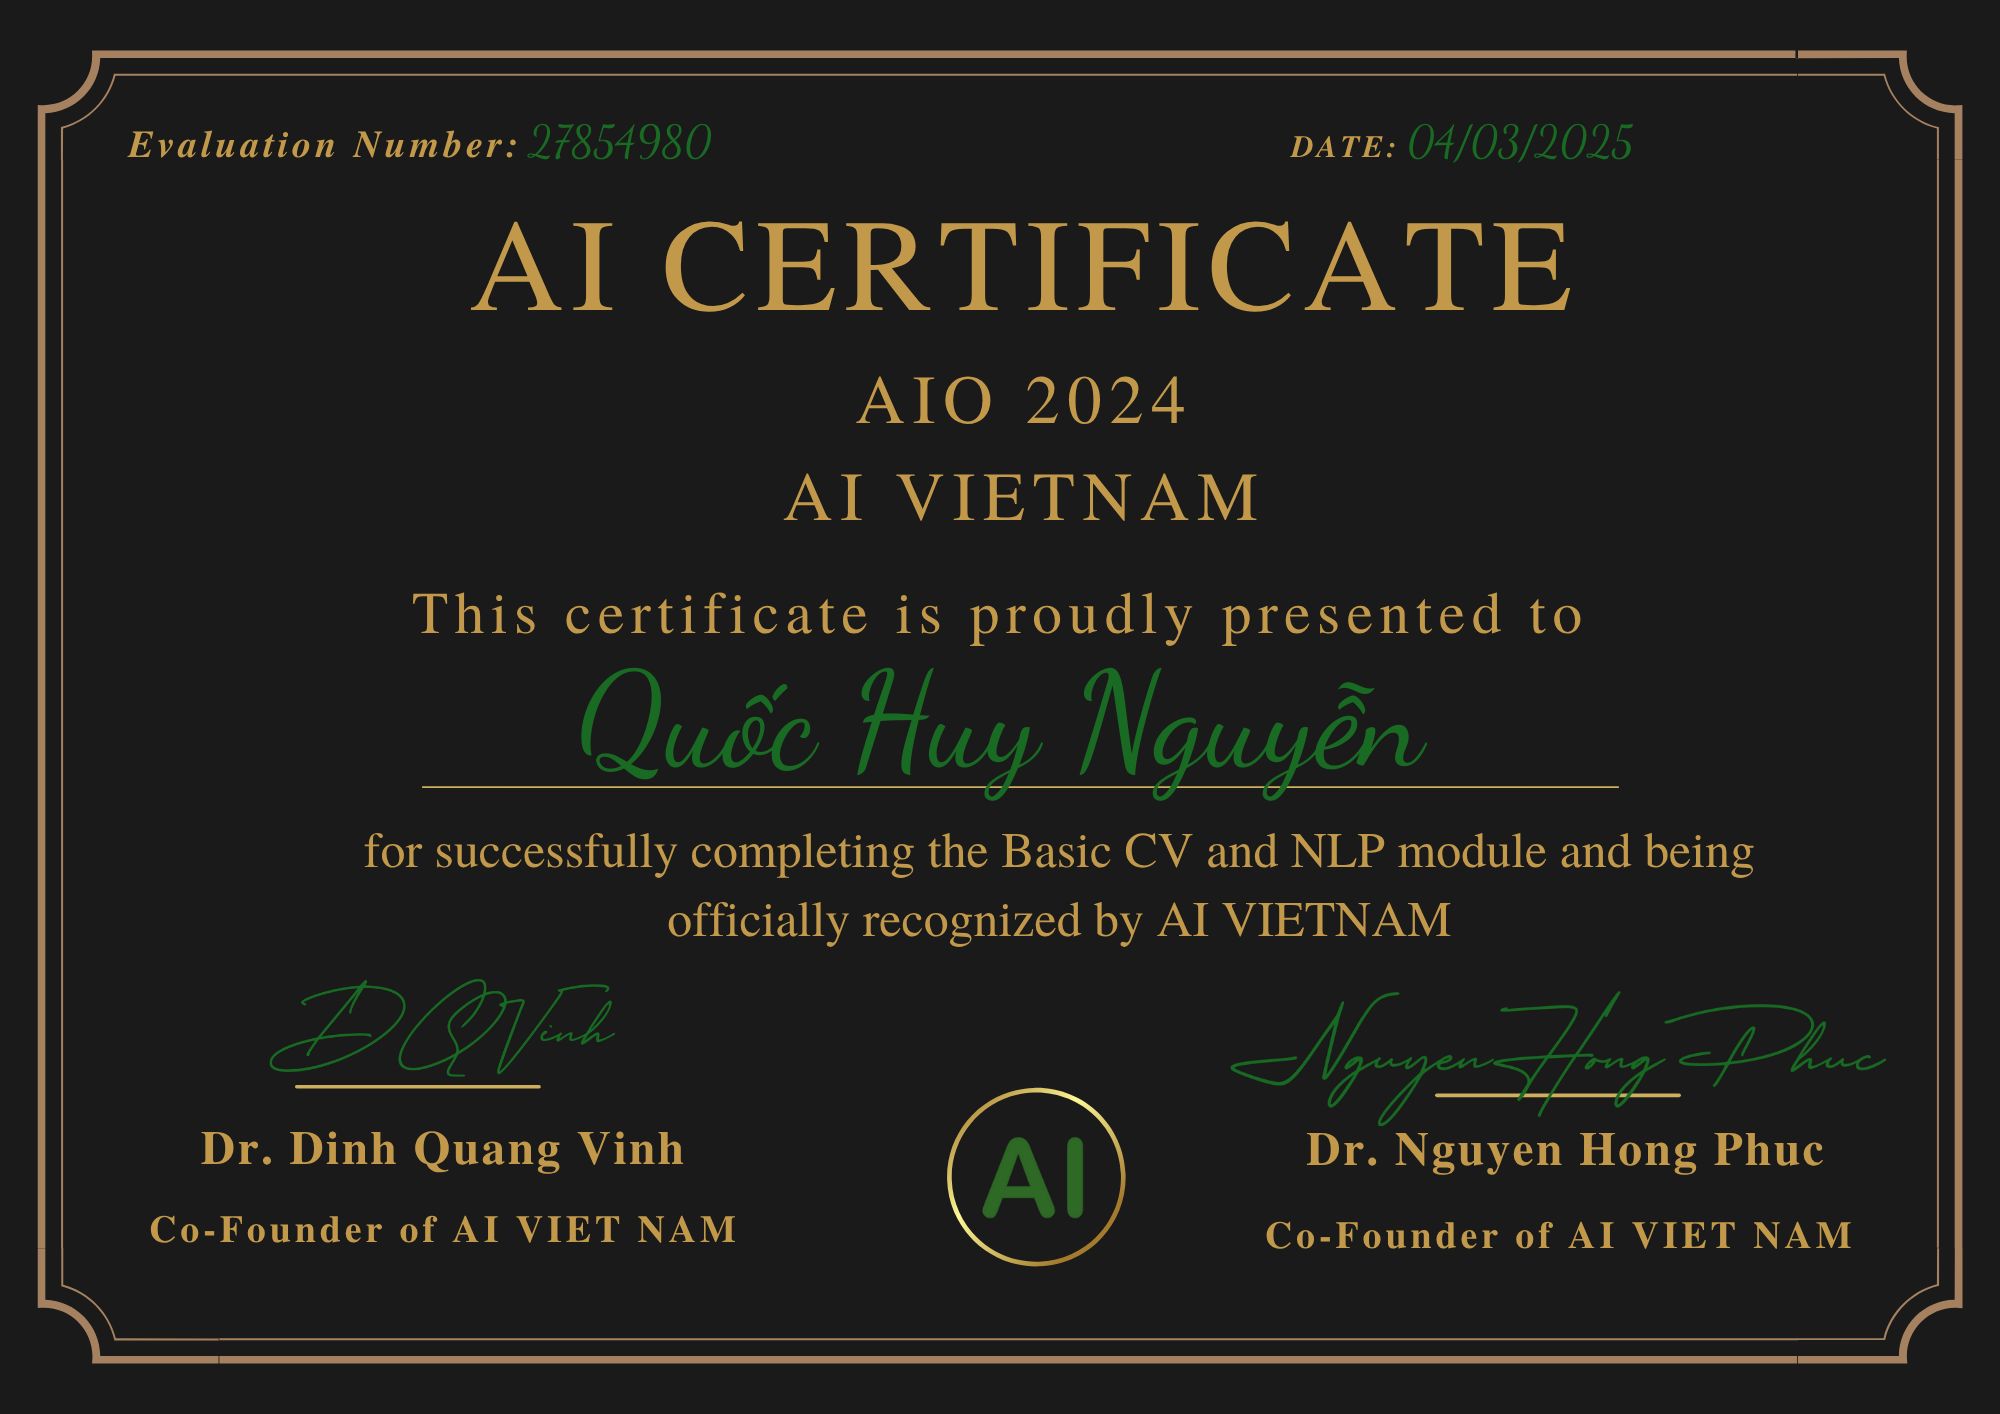 Evaluation Number: 27854980
DATE: 04/03/2025
AI CERTIFICATE
AIO 2024
AI VIETNAM
This certificate is proudly presented to
Quốc Huy Nguyễn
for successfully completing the Basic CV and NLP module and being
officially recognized by AI VIETNAM
DQVinh
Nguyen Hong Phuc
Dr. Dinh Quang Vinh
Dr. Nguyen Hong Phuc
Co-Founder of AI VIET NAM
Co-Founder of AI VIET NAM
AI